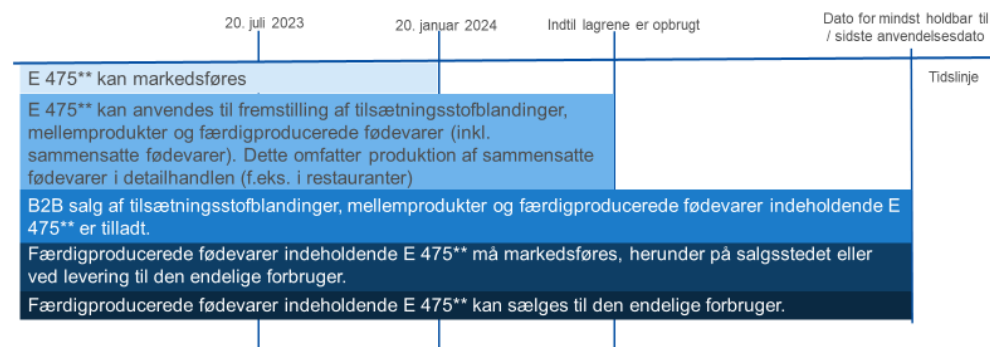 20. juli 2023
20. januar 2024
Indtil lagrene er opbrugt
Dato for mindst holdbar til
/ sidste anvendelsesdato
Tidslinje
E 475** kan markedsføres
E 475** kan anvendes til fremstilling af tilsætningsstofblandinger,
mellemprodukter og færdigproducerede fødevarer (inkl.
sammensatte fødevarer). Dette omfatter produktion af sammensatte
fødevarer i detailhandlen (f.eks. i restauranter)
B2B salg af tilsætningsstofblandinger, mellemprodukter og færdigproducerede fødevarer indeholdende E
475** er tilladt.
Færdigproducerede fødevarer indeholdende E 475** må markedsføres, herunder på salgsstedet eller
ved levering til den endelige forbruger.
Færdigproducerede fødevarer indeholdende E 475** kan sælges til den endelige forbruger.